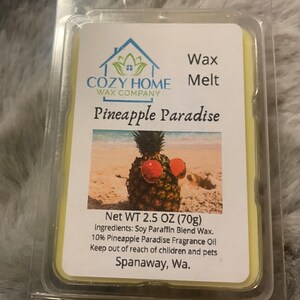 COZY HOME
WAX COMPANY
Wax
Melt
Pineapple Paradise
Net WT 2.5 OZ (70g)
Ingredients: Soy Paraffin Blend Wax.
10% Pineapple Paradise Fragrance Oil
Keep out of reach of children and pets
Spanaway, Wa.